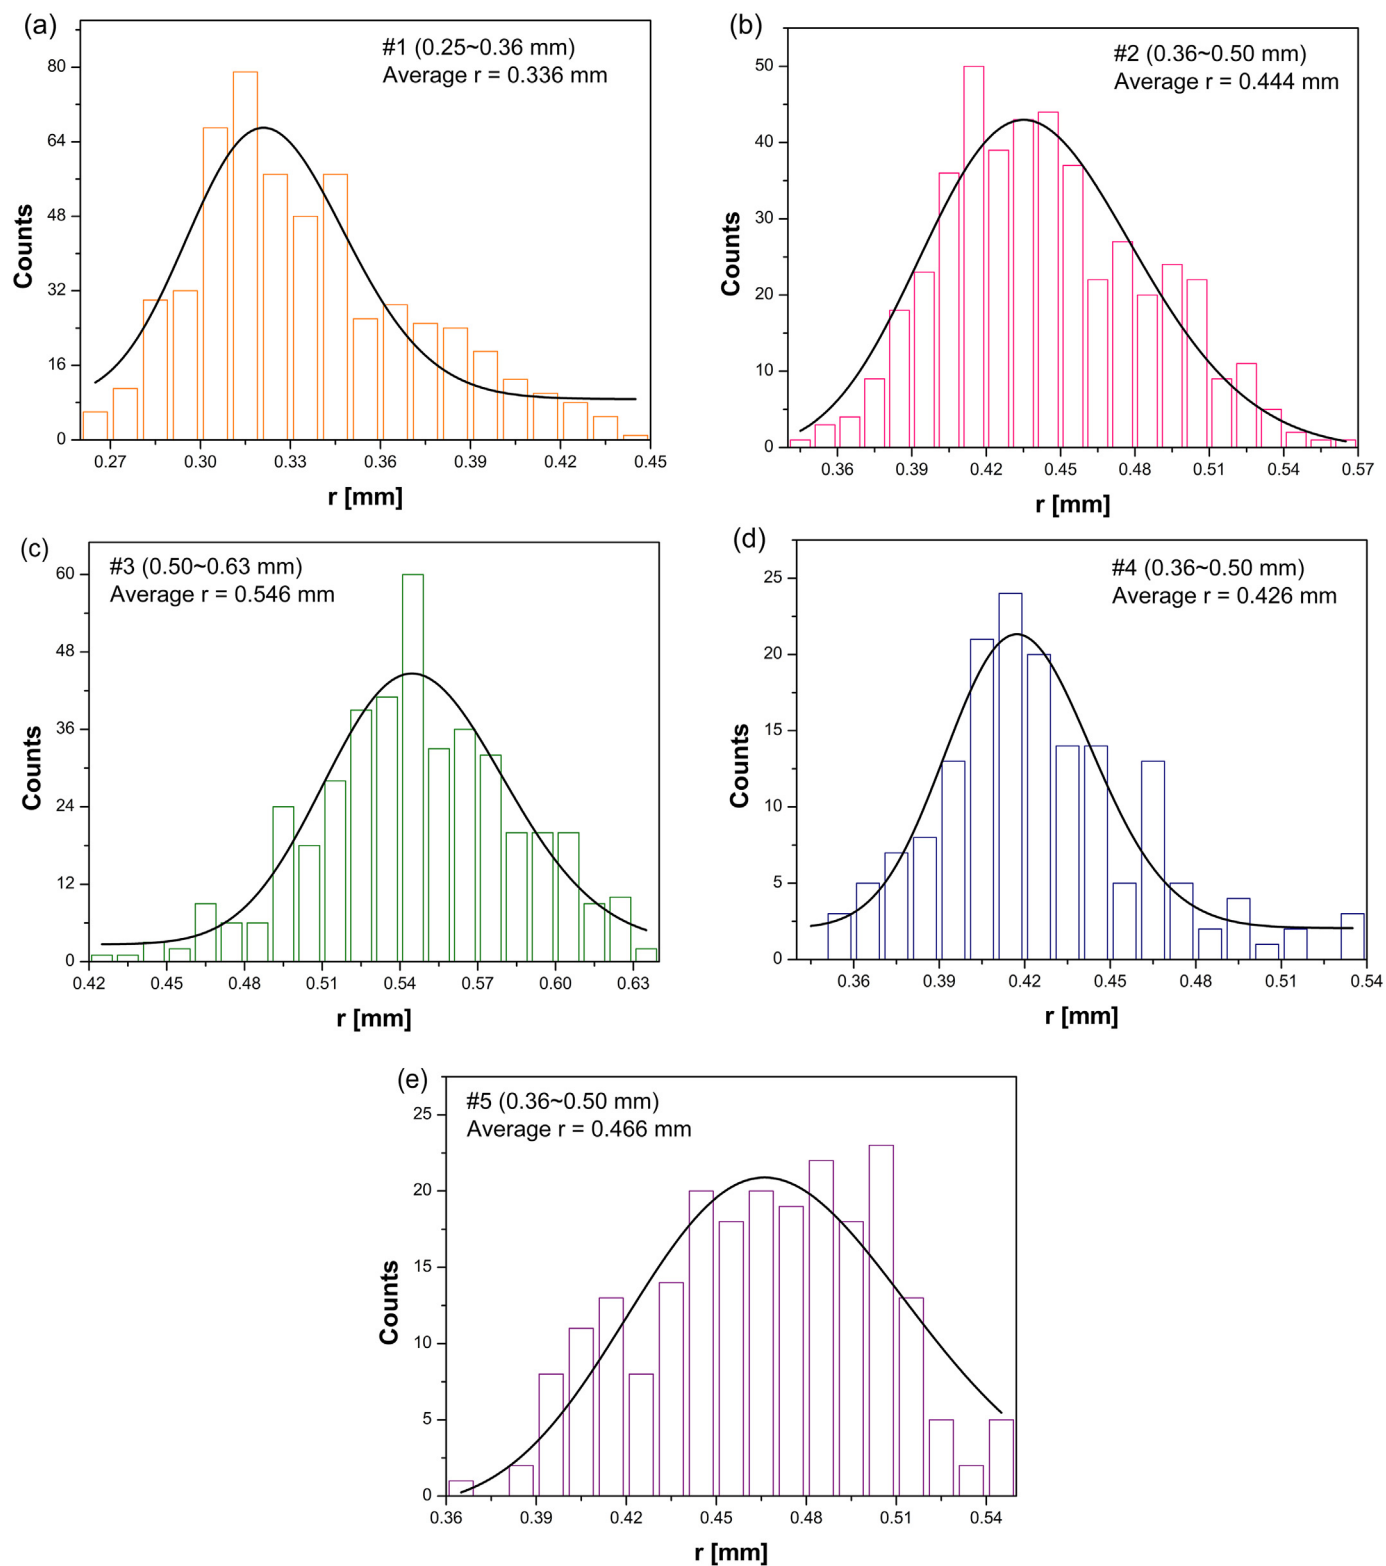 (a)
#1 (0.25~0.36 mm)
Average r = 0.336 mm
80
64
48
32
16
0
Counts
0.27 0.30 0.33 0.36 0.39 0.42 0.45
r [mm]
(b)
#2 (0.36~0.50 mm)
Average r = 0.444 mm
50
40
30
20
10
0
Counts
0.36 0.39 0.42 0.45 0.48 0.51 0.54 0.57
r [mm]
(c)
#3 (0.50~0.63 mm)
Average r = 0.546 mm
60
48
36
24
12
0
Counts
0.42 0.45 0.48 0.51 0.54 0.57 0.60 0.63
r [mm]
(d)
#4 (0.36~0.50 mm)
Average r = 0.426 mm
25
20
15
10
5
0
Counts
0.36 0.39 0.42 0.45 0.48 0.51 0.54
r [mm]
(e)
#5 (0.36~0.50 mm)
Average r = 0.466 mm
25
20
15
10
5
0
Counts
0.36 0.39 0.42 0.45 0.48 0.51 0.54
r [mm]